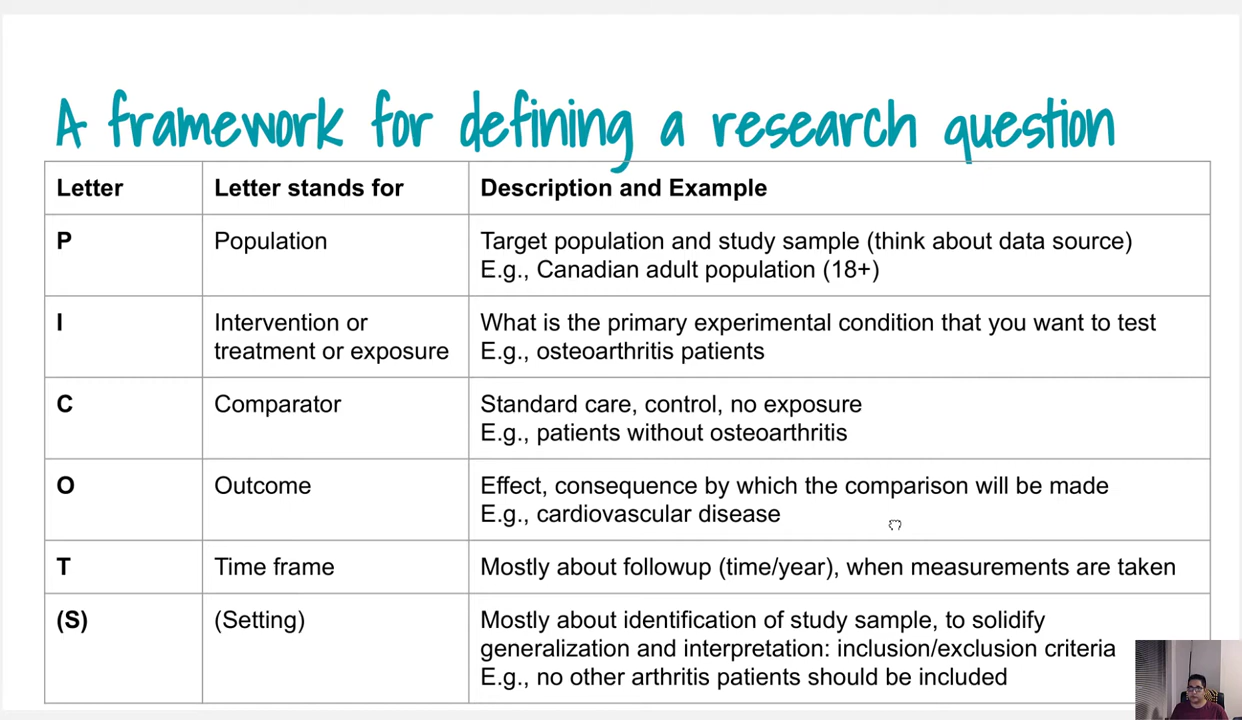 A framework for defining a research question
Letter
Letter stands for
Description and Example
P
Population
Target population and study sample (think about data source)
E.g., Canadian adult population (18+)
I
Intervention or
treatment or exposure
What is the primary experimental condition that you want to test
E.g., osteoarthritis patients
C
Comparator
Standard care, control, no exposure
E.g., patients without osteoarthritis
O
Outcome
Effect, consequence by which the comparison will be made
E.g., cardiovascular disease
T
Time frame
Mostly about followup (time/year), when measurements are taken
(S)
(Setting)
Mostly about identification of study sample, to solidify
generalization and interpretation: inclusion/exclusion criteria
E.g., no other arthritis patients should be included